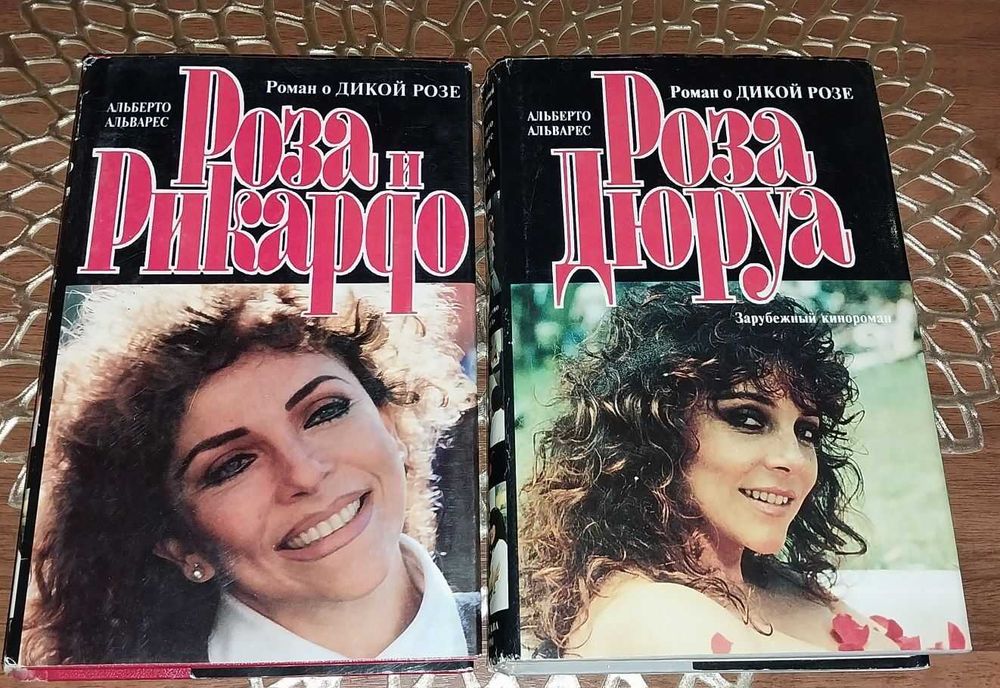 Роман о ДИКОЙ РОЗЕ
АЛЬБЕРТО
АЛЬВАРЕС
Роза и
Рикардо
Роман о ДИКОЙ РОЗЕ
АЛЬБЕРТО
АЛЬВАРЕС
Роза
Дюруа
Зарубежный кинороман